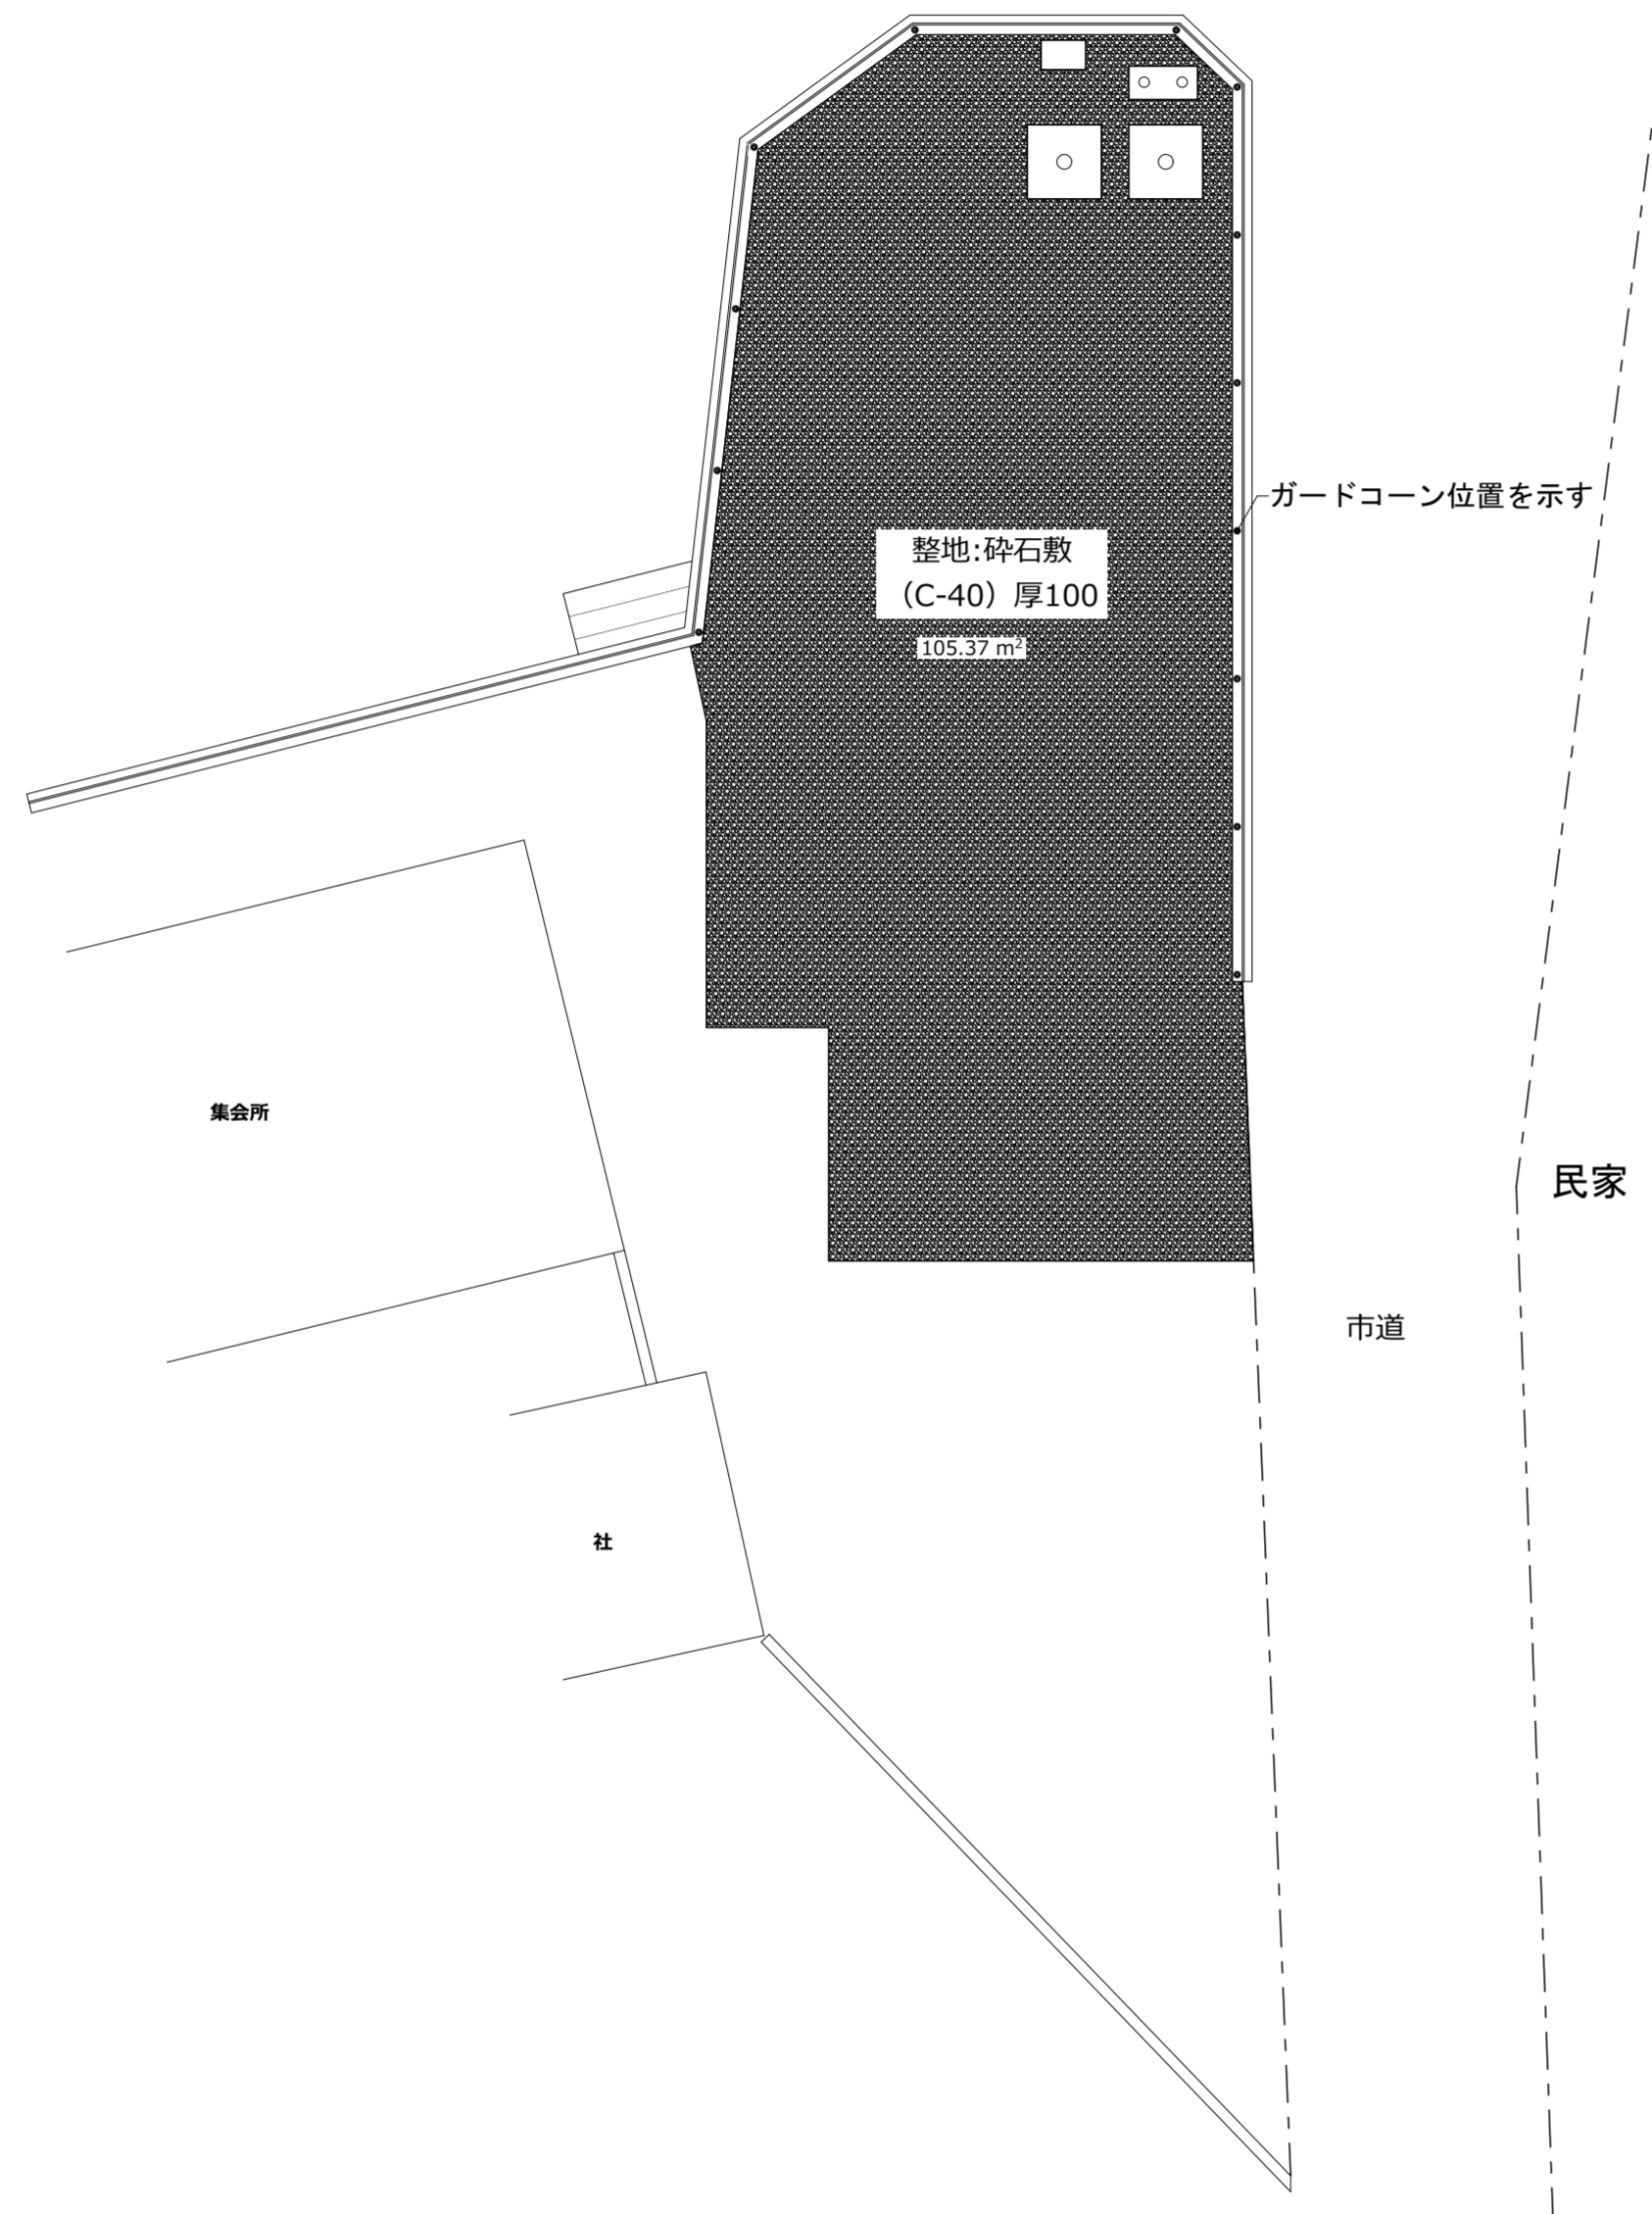 ガードコーン位置を示す
整地:砕石敷
（C-40）厚100
105.37 m²
集会所
民家
市道
社